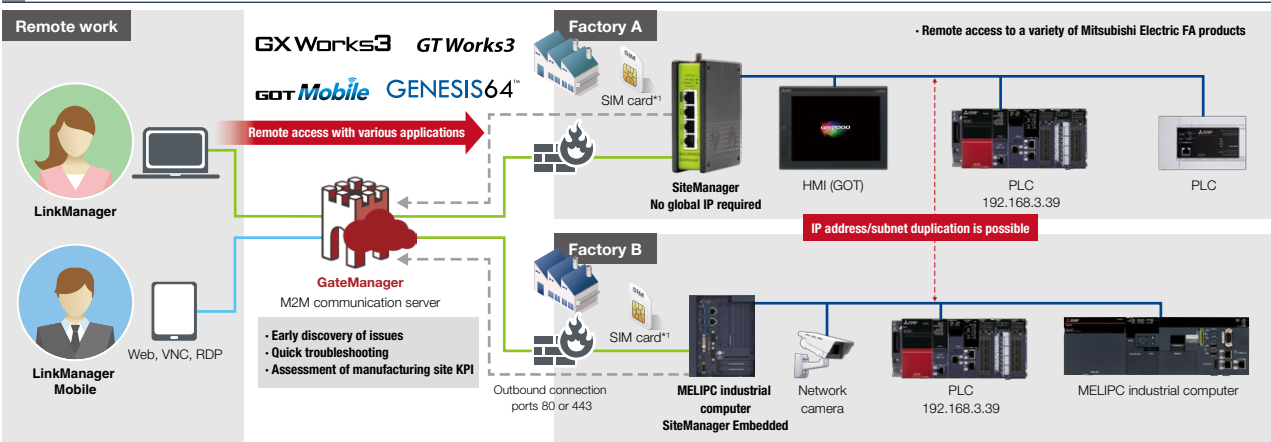 Remote work
LinkManager
LinkManager
Mobile
Web, VNC, RDP
GX Works3
GT Works3
GOT Mobile
GENESIS64™
Remote access with various applications
GateManager
M2M communication server
· Early discovery of issues
· Quick troubleshooting
· Assessment of manufacturing site KPI
Outbound connection
ports 80 or 443
Factory A
· Remote access to a variety of Mitsubishi Electric FA products
SIM
SIM card*1
SiteManager
No global IP required
GOT2000
HMI (GOT)
PLC
192.168.3.39
PLC
IP address/subnet duplication is possible
Factory B
SIM
SIM card*1
MELIPC industrial
computer
SiteManager Embedded
Network
camera
PLC
192.168.3.39
MELIPC industrial computer